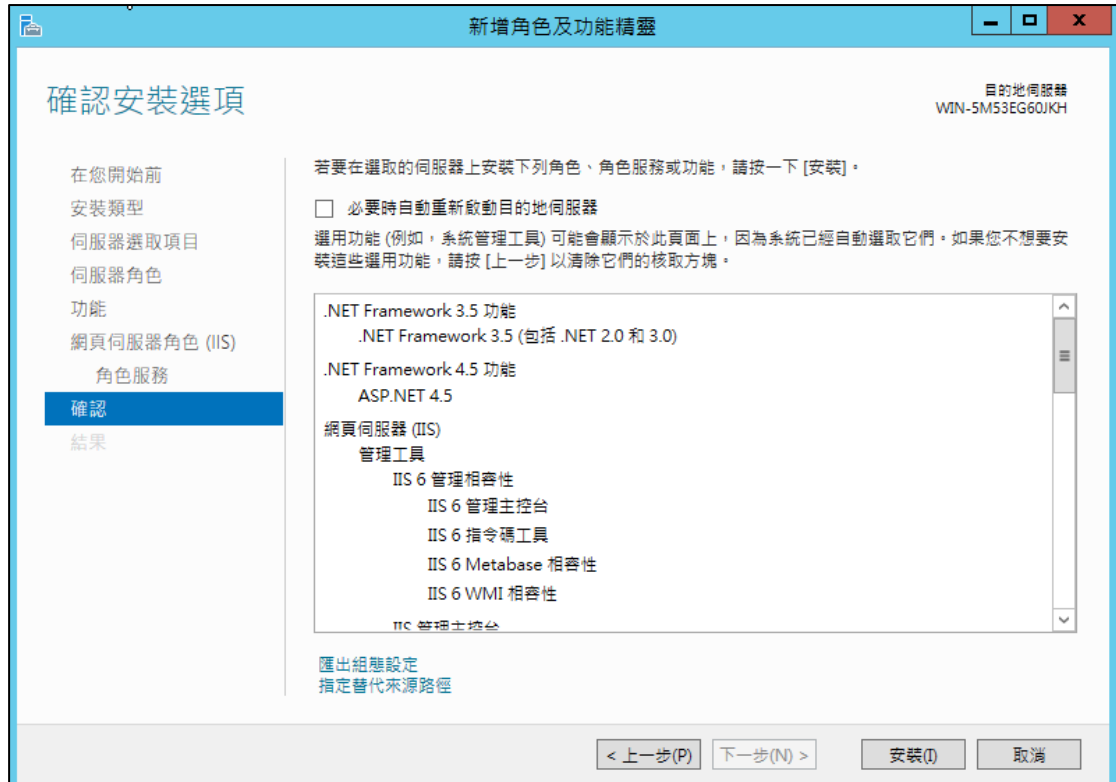 新增角色及功能精靈
確認安裝選項
目的地伺服器
WIN-5M53EG60JKH
在您開始前
安裝類型
伺服器選取項目
伺服器角色
功能
網頁伺服器角色 (IIS)
角色服務
確認
結果
若要在選取的伺服器上安裝下列角色、角色服務或功能，請按一下 [安裝]。
必要時自動重新啟動目的地伺服器
選用功能 (例如，系統管理工具) 可能會顯示於此頁面上，因為系統已經自動選取它們。如果您不想要安
裝這些選用功能，請按 [上一步] 以清除它們的核取方塊。
.NET Framework 3.5 功能
.NET Framework 3.5 (包括 .NET 2.0 和 3.0)
.NET Framework 4.5 功能
ASP.NET 4.5
網頁伺服器 (IIS)
管理工具
IIS 6 管理相容性
IIS 6 管理主控台
IIS 6 指令碼工具
IIS 6 Metabase 相容性
IIS 6 WMI 相容性
IIS 管理主控台
匯出組態設定
指定替代來源路徑
< 上一步(P)
下一步(N) >
安裝(I)
取消